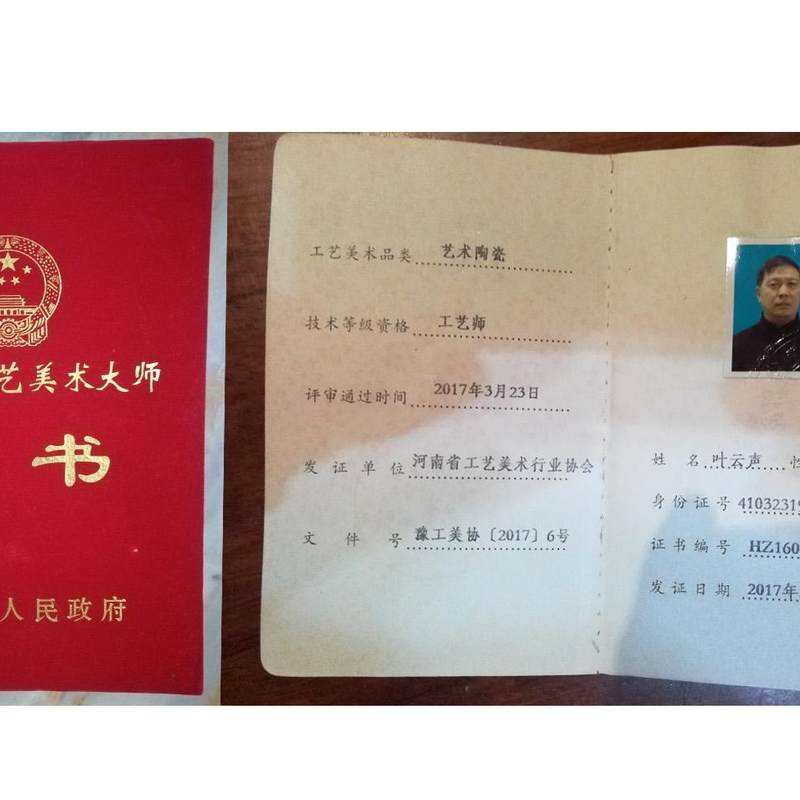 艺美术大师
书
人民政府
工艺美术品类 艺术陶瓷
技术等级资格 工艺师
评审通过时间 2017年3月23日
发证单位 河南省工艺美术行业协会
文件号 豫工美协〔2017〕6号
姓名 叶云声
身份证号 4103231
证书编号 HZ160
发证日期 2017年